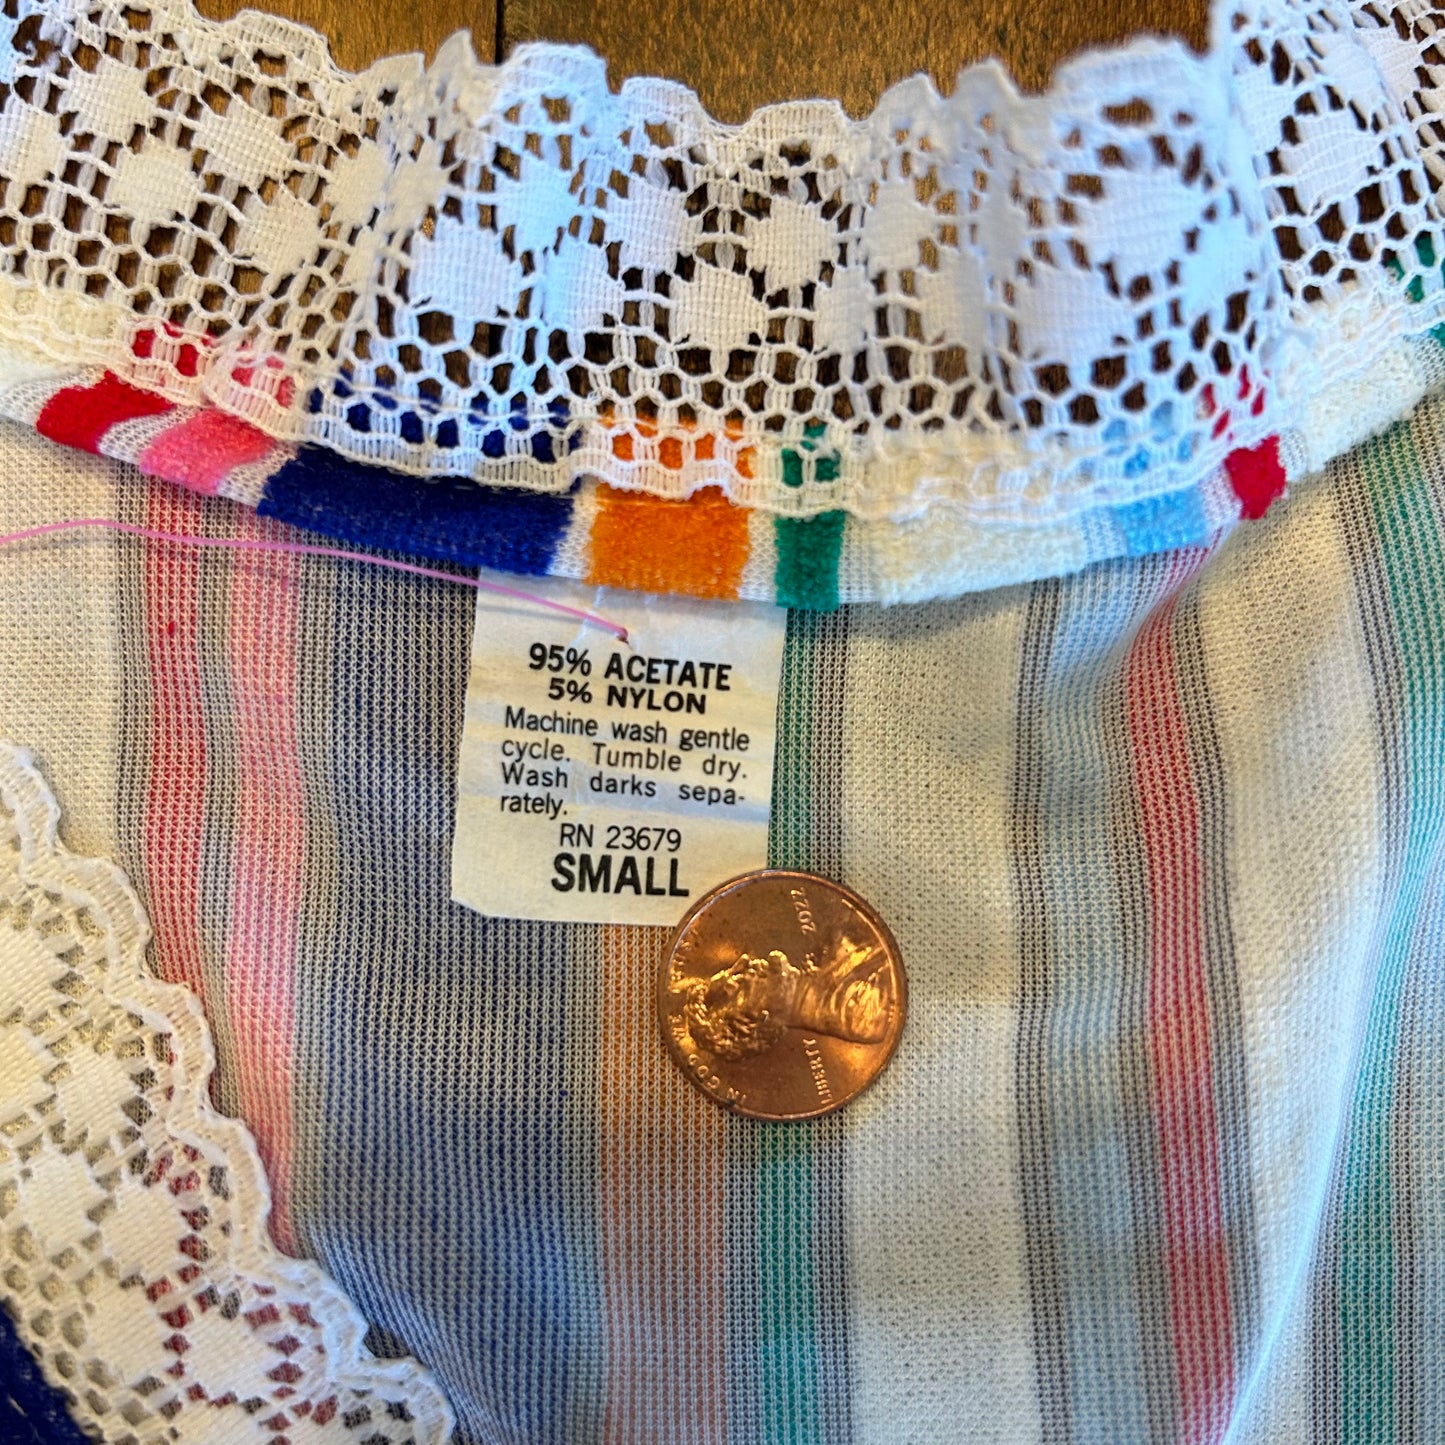 95% ACETATE
5% NYLON
Machine wash gentle
cycle. Tumble dry.
Wash darks sepa-
rately.
RN 23679
SMALL
IN GOD WE
LIBERTY
2022